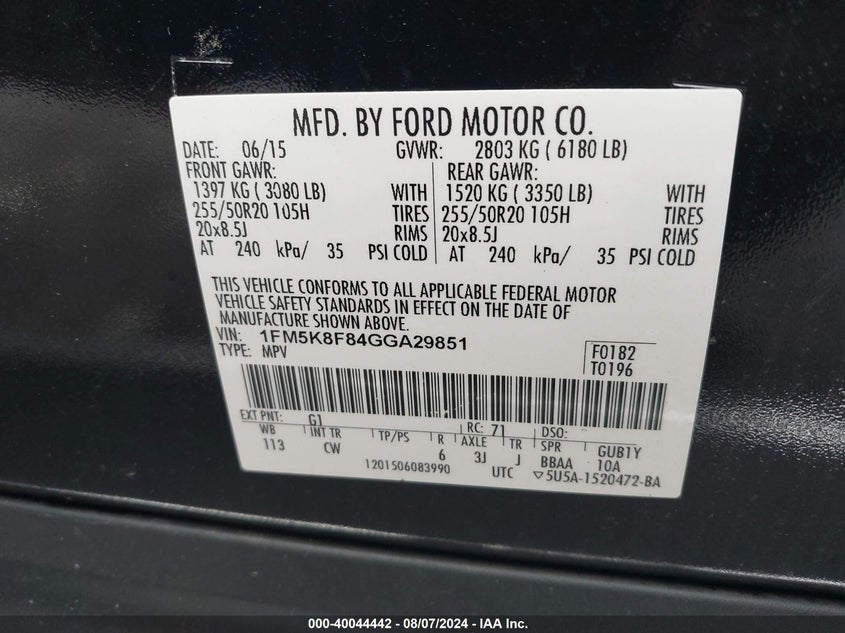 MFD. BY FORD MOTOR CO.
DATE: 06/15 GVWR: 2803 KG ( 6180 LB)
FRONT GAWR: REAR GAWR:
1397 KG ( 3080 LB) WITH 1520 KG ( 3350 LB) WITH
255/50R20 105H TIRES 255/50R20 105H TIRES
20x8.5J RIMS 20x8.5J RIMS
AT 240 kPa/ 35 PSI COLD AT 240 kPa/ 35 PSI COLD
THIS VEHICLE CONFORMS TO ALL APPLICABLE FEDERAL MOTOR
VEHICLE SAFETY STANDARDS IN EFFECT ON THE DATE OF
MANUFACTURE SHOWN ABOVE.
VIN: 1FM5K8F84GGA29851
TYPE: MPV
F0182
T0196
EXT PNT: G1 RC: 71 DSO:
WB INT TR TP/PS R AXLE TR SPR GUB1Y
113 CW 6 3J J BBAA 10A
1201506083990 UTC ▽5U5A-1520472-BA
000-40044442 - 08/07/2024 - IAA Inc.